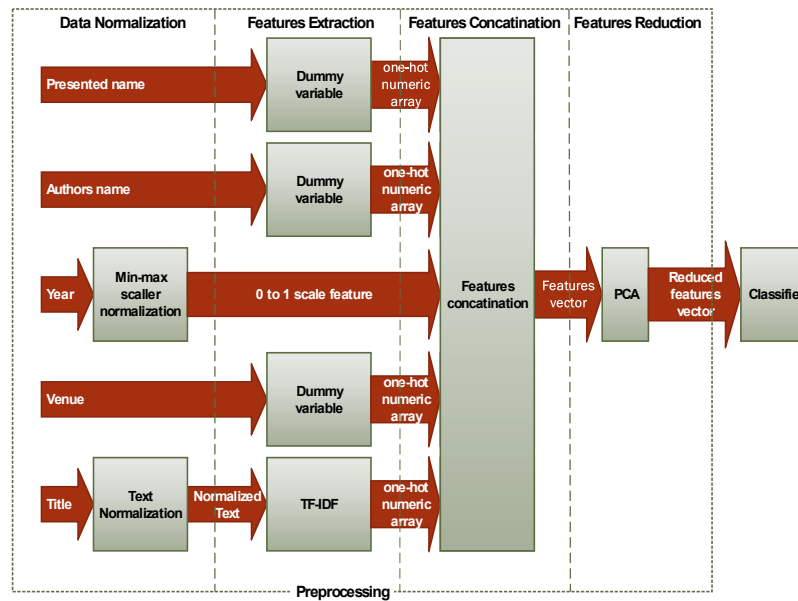 Data Normalization
Features Extraction
Features Concatination
Features Reduction
Presented name
Dummy
variable
one-hot
numeric
array
Authors name
Dummy
variable
one-hot
numeric
array
Year
Min-max
scaller
normalization
0 to 1 scale feature
Features
concatination
Features
vector
PCA
Reduced
features
vector
Classifie
Venue
Dummy
variable
one-hot
numeric
array
Title
Text
Normalization
Normalized
Text
TF-IDF
one-hot
numeric
array
Preprocessing